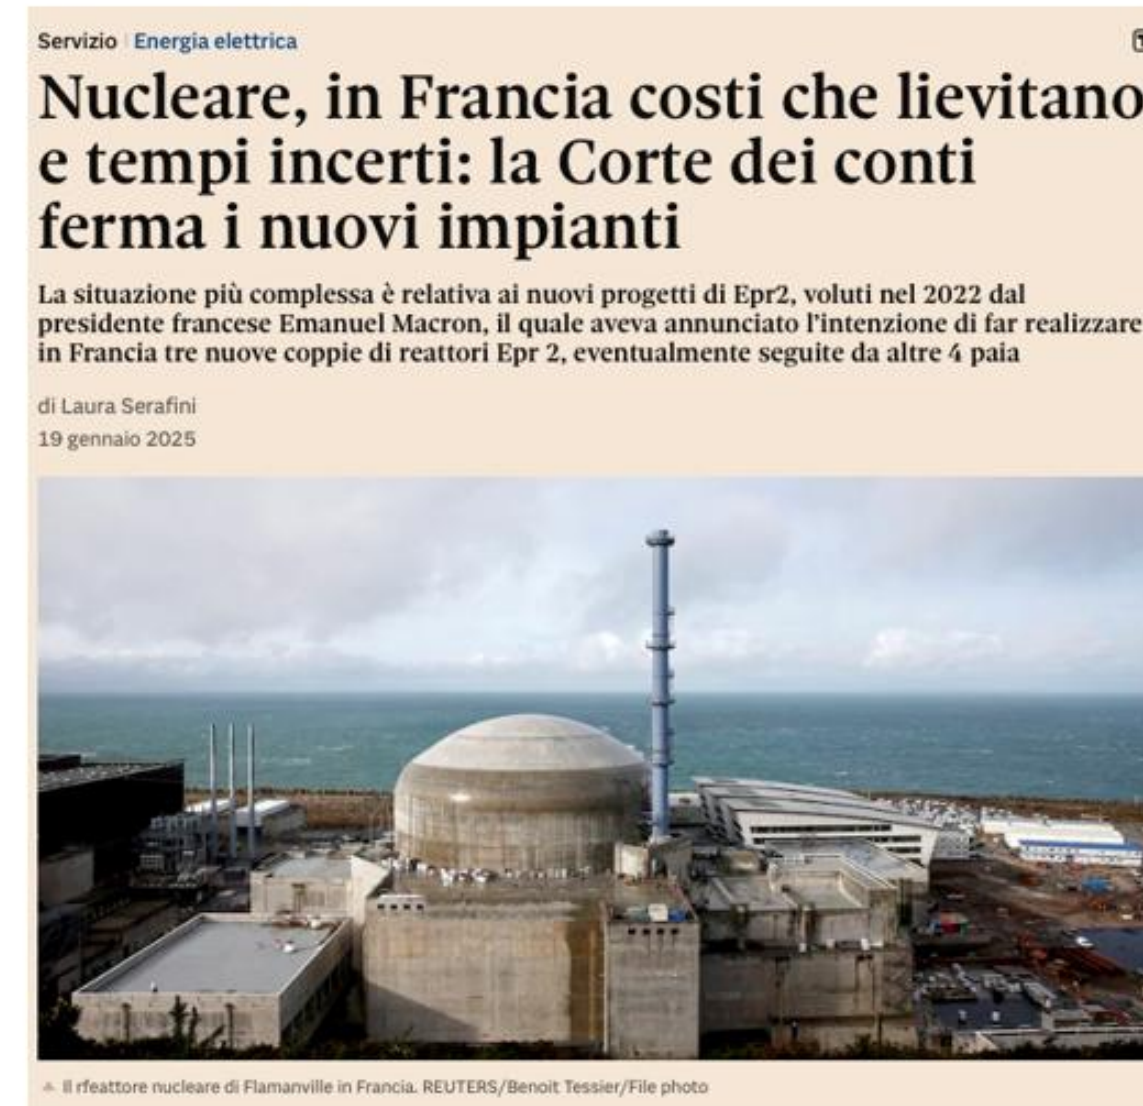 Servizio Energia elettrica
Nucleare, in Francia costi che lievitano
e tempi incerti: la Corte dei conti
ferma i nuovi impianti
La situazione più complessa è relativa ai nuovi progetti di Epr2, voluti nel 2022 dal
presidente francese Emanuel Macron, il quale aveva annunciato l'intenzione di far realizzare
in Francia tre nuove coppie di reattori Epr 2, eventualmente seguite da altre 4 paia
di Laura Serafini
19 gennaio 2025
Il rfeattore nucleare di Flamanville in Francia. REUTERS/Benoit Tessier/File photo